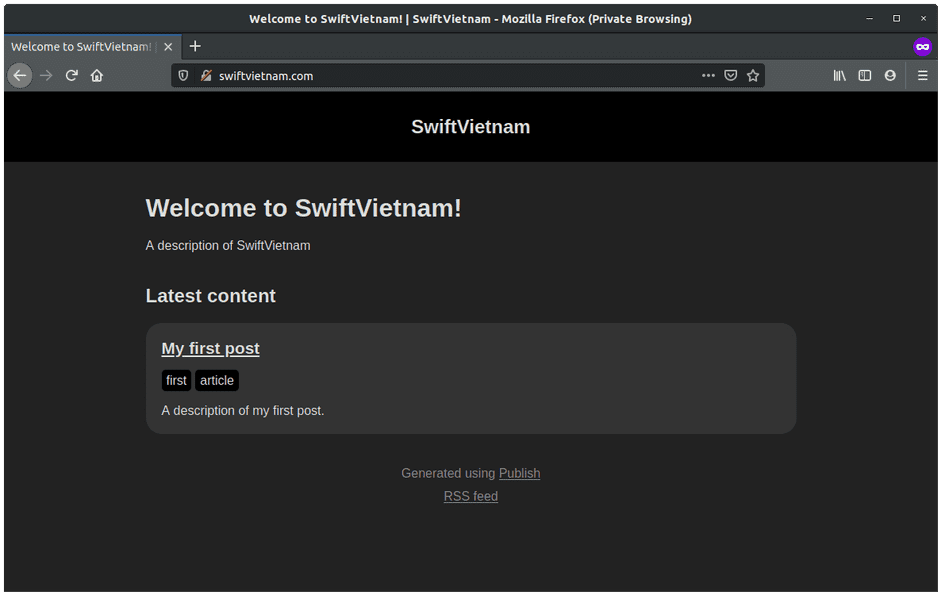 Welcome to SwiftVietnam! | SwiftVietnam - Mozilla Firefox (Private Browsing)
Welcome to SwiftVietnam! |
swiftvietnam.com
SwiftVietnam
Welcome to SwiftVietnam!
A description of SwiftVietnam
Latest content
My first post
first article
A description of my first post.
Generated using Publish
RSS feed